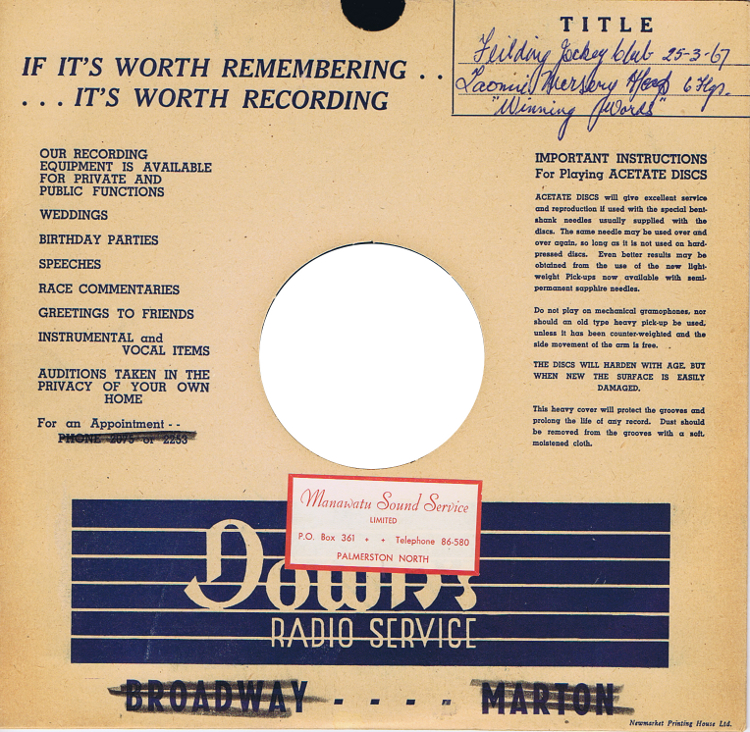 IF IT'S WORTH REMEMBERING . .
. . . IT'S WORTH RECORDING
TITLE
Feilding Jockey Club 25-3-67
Nursery Hcap 6 Flgs.
"Winning Words"
OUR RECORDING
EQUIPMENT IS AVAILABLE
FOR PRIVATE AND
PUBLIC FUNCTIONS
WEDDINGS
BIRTHDAY PARTIES
SPEECHES
RACE COMMENTARIES
GREETINGS TO FRIENDS
INSTRUMENTAL and
VOCAL ITEMS
AUDITIONS TAKEN IN THE
PRIVACY OF YOUR OWN
HOME
For an Appointment - -
PHONE 2075 or 2253
IMPORTANT INSTRUCTIONS
For Playing ACETATE DISCS
ACETATE DISCS will give excellent service
and reproduction if used with the special bent-
shank needles usually supplied with the
discs. The same needle may be used over and
over again, so long as it is not used on hard-
pressed discs. Even better results may be
obtained from the use of the new light-
weight Pick-ups now available with semi-
permanent sapphire needles.
Do not play on mechanical gramophones, nor
should an old type heavy pick-up be used,
unless it has been counter-weighted and the
side movement of the arm is free.
THE DISCS WILL HARDEN WITH AGE, BUT
WHEN NEW THE SURFACE IS EASILY
DAMAGED.
This heavy cover will protect the grooves and
prolong the life of any record. Dust should
be removed from the grooves with a soft,
moistened cloth.
Manawatu Sound Service
LIMITED
P.O. Box 361 + + Telephone 86-580
PALMERSTON NORTH
RADIO SERVICE
BROADWAY - - - - MARTON
Newmarket Printing House Ltd.